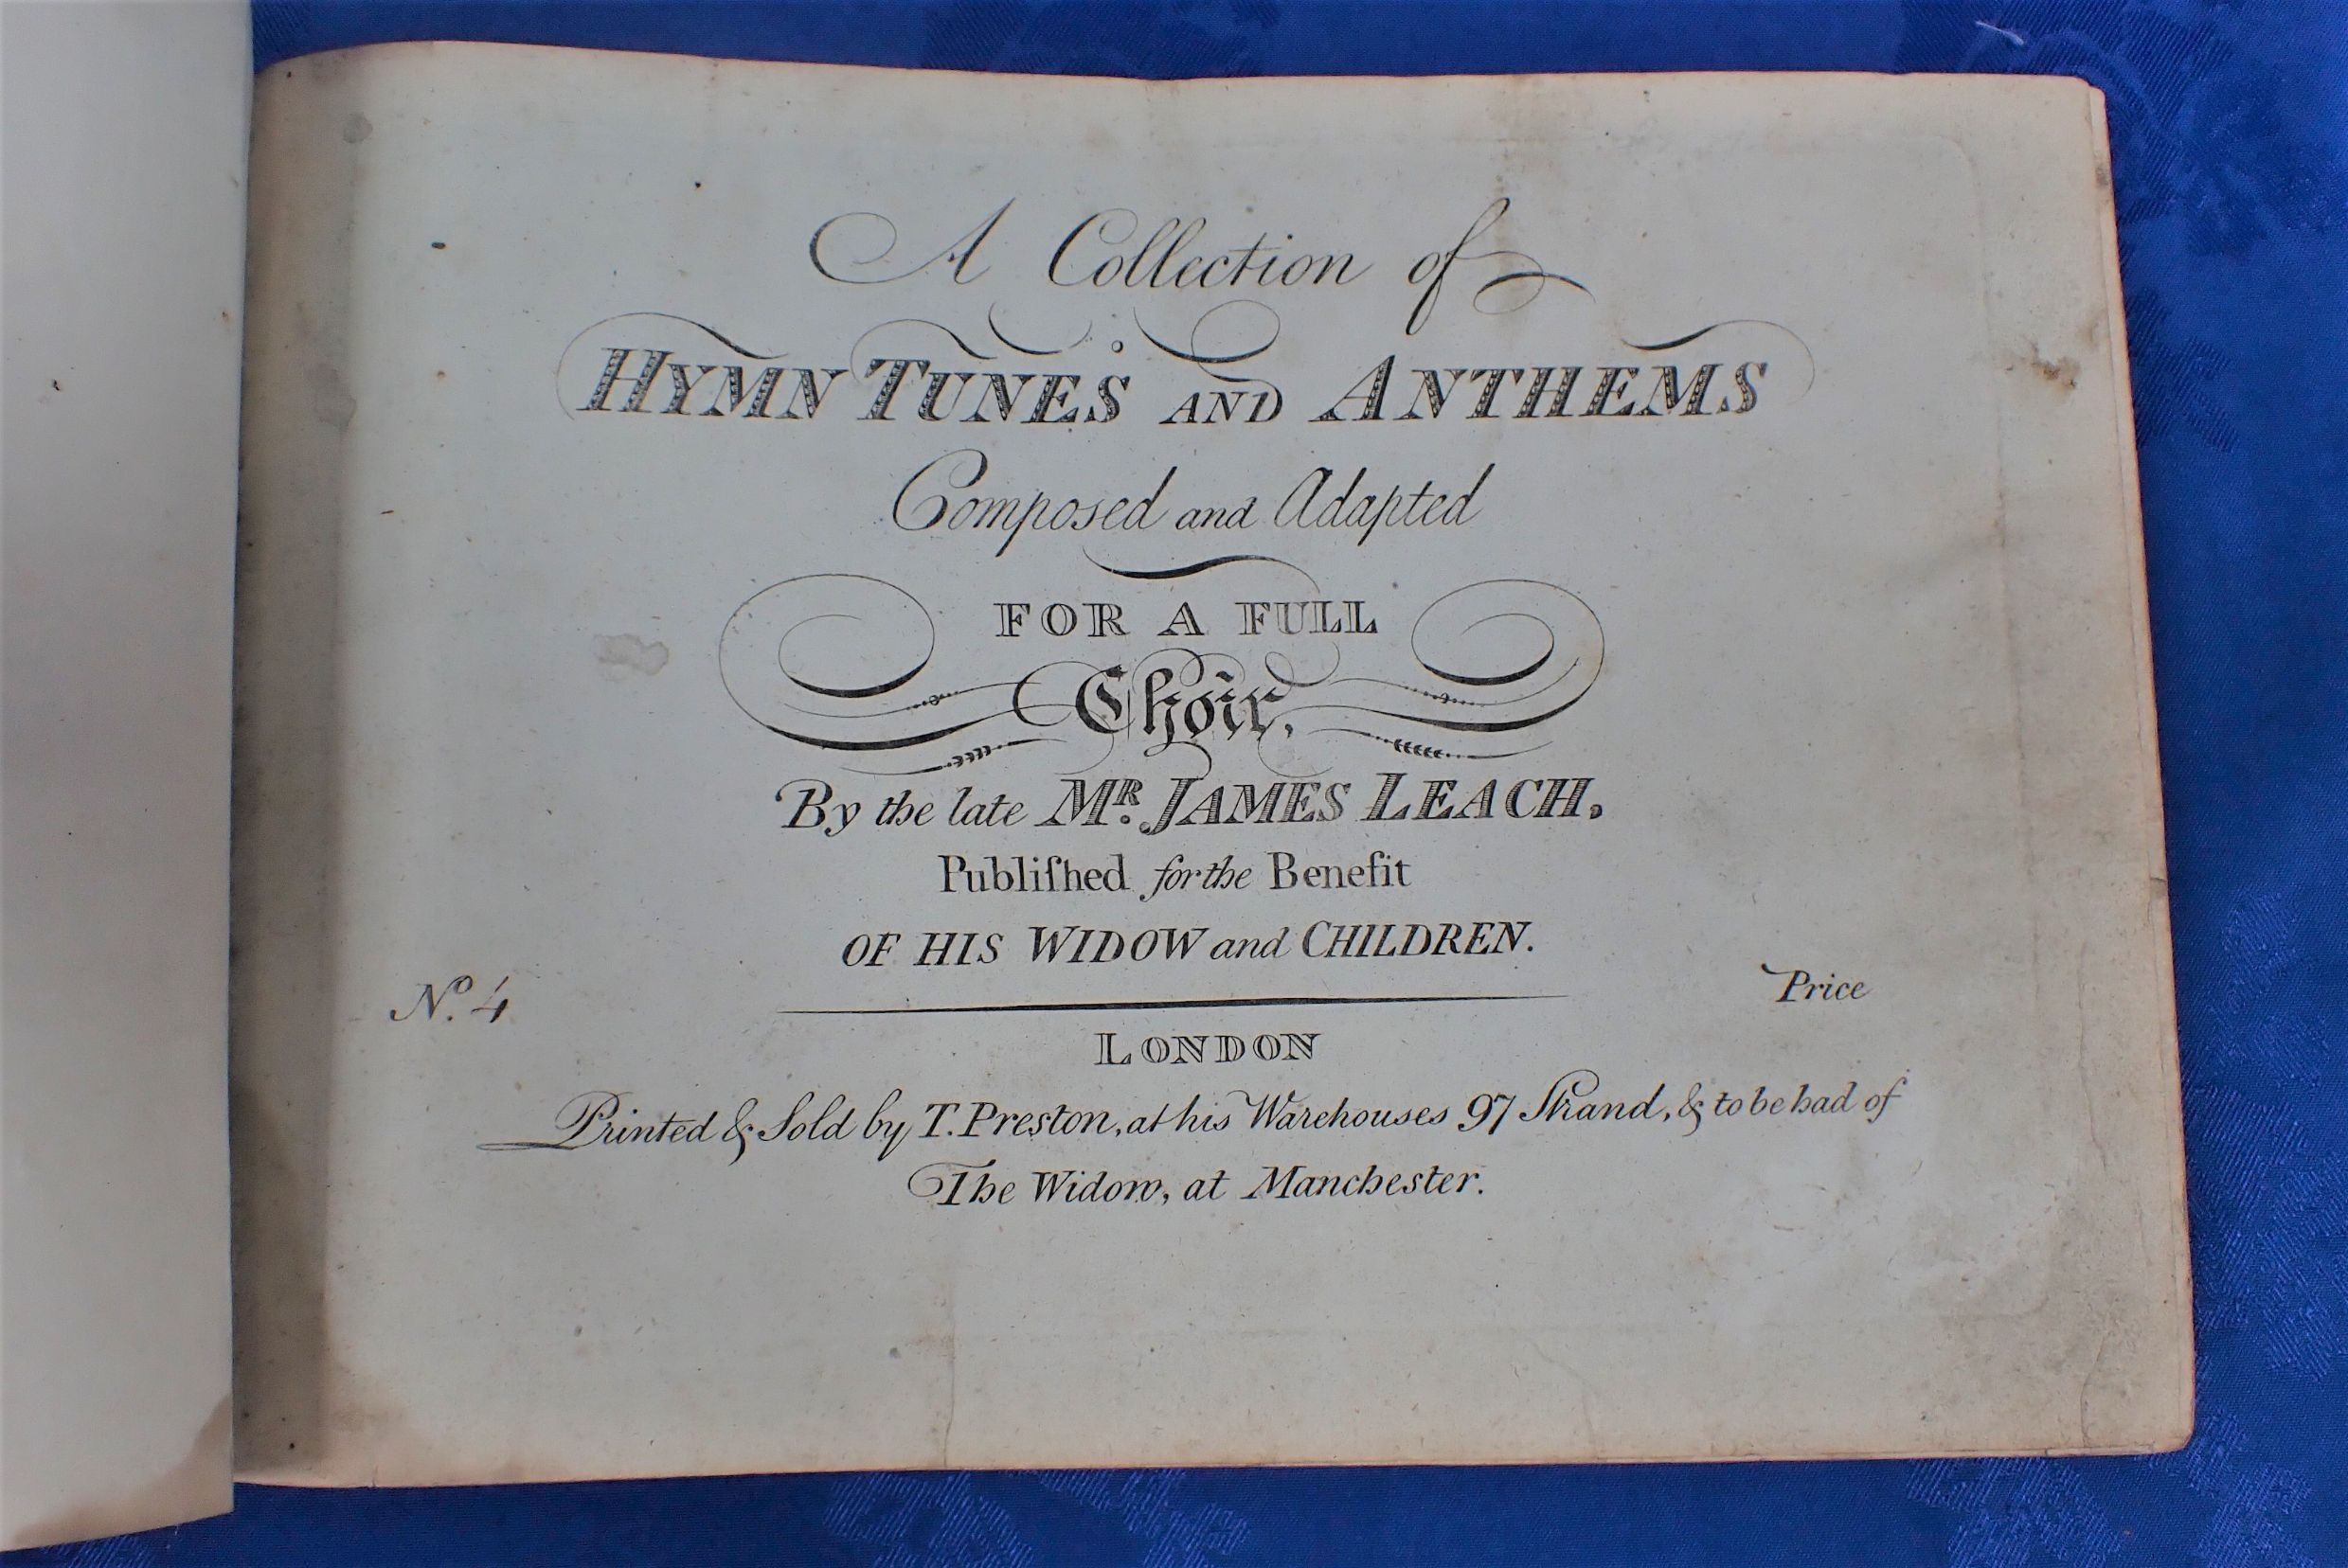 A Collection of
HYMN TUNES AND ANTHEMS
Composed and Adapted
FOR A FULL
Choir,
By the late MR. JAMES LEACH,
Publiſhed for the Benefit
OF HIS WIDOW and CHILDREN.
No. 4
Price
LONDON
Printed & Sold by T. Preston, at his Warehouses 97 Strand, & to be had of
The Widow, at Manchester.